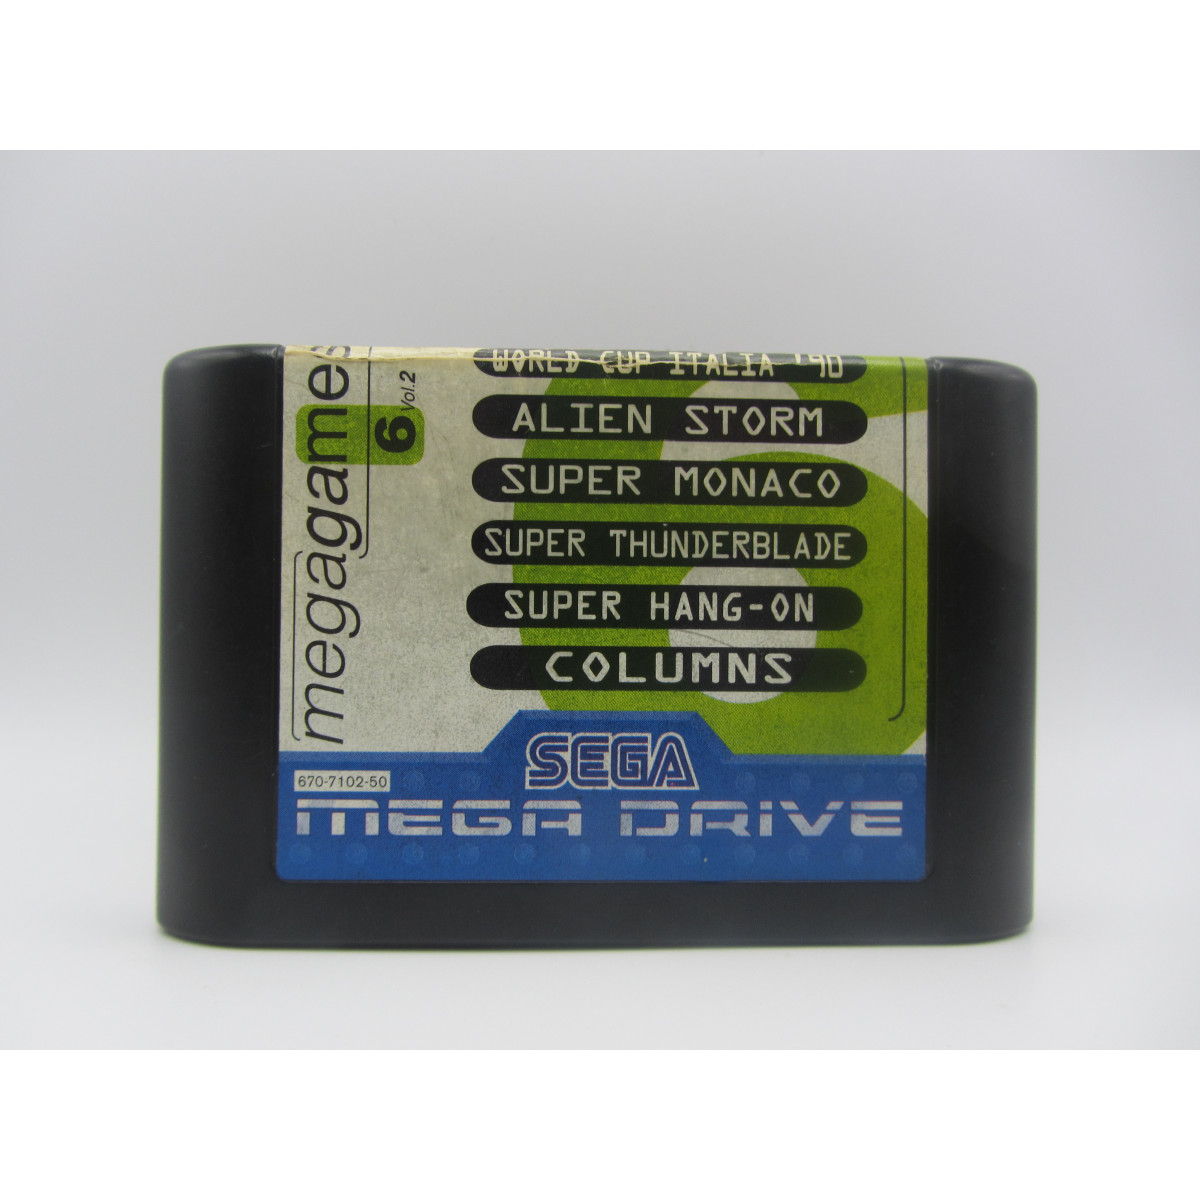 megagames
6 Vol.2
WORLD CUP ITALIA '90
ALIEN STORM
SUPER MONACO
SUPER THUNDERBLADE
SUPER HANG-ON
COLUMNS
SEGA
670-7102-50
MEGA DRIVE